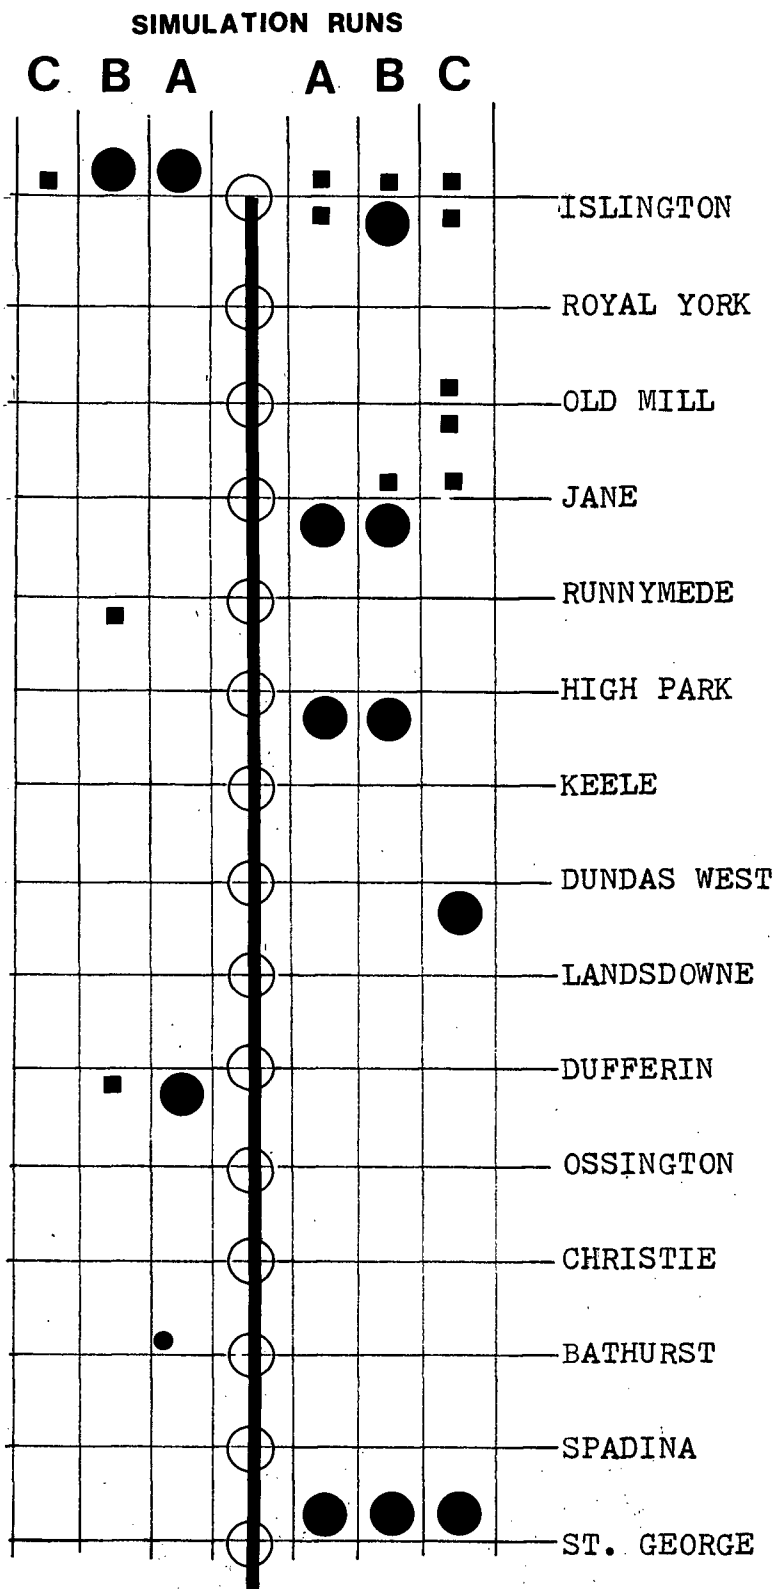 SIMULATION RUNS
C B A A B C
ISLINGTON
ROYAL YORK
OLD MILL
JANE
RUNNYMEDE
HIGH PARK
KEELE
DUNDAS WEST
LANDSDOWNE
DUFFERIN
OSSINGTON
CHRISTIE
BATHURST
SPADINA
ST. GEORGE